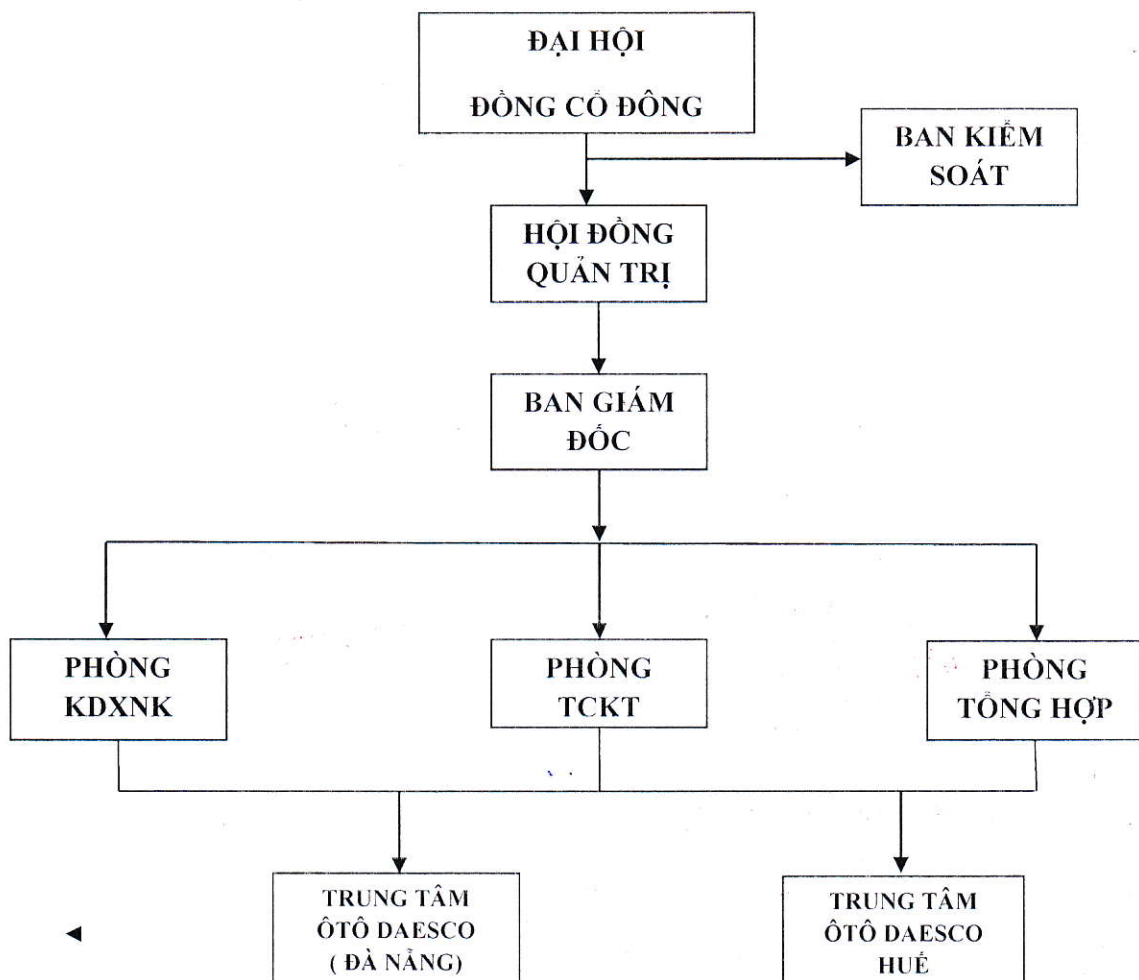 ĐẠI HỘI
ĐỒNG CỔ ĐÔNG
BAN KIỂM
SOÁT
HỘI ĐỒNG
QUẢN TRỊ
BAN GIÁM
ĐỐC
PHÒNG
KDXNK
PHÒNG
TCKT
PHÒNG
TỔNG HỢP
TRUNG TÂM
ÔTÔ DAESCO
( ĐÀ NẴNG)
TRUNG TÂM
ÔTÔ DAESCO
HUẾ